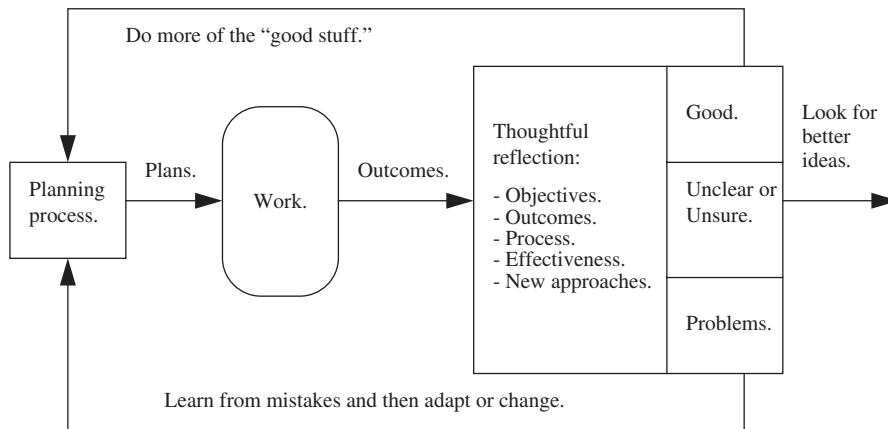 Do more of the “good stuff.”
Planning
process.
Plans.
Work.
Outcomes.
Thoughtful
reflection:
- Objectives.
- Outcomes.
- Process.
- Effectiveness.
- New approaches.
Good.
Unclear or
Unsure.
Problems.
Look for
better
ideas.
Learn from mistakes and then adapt or change.